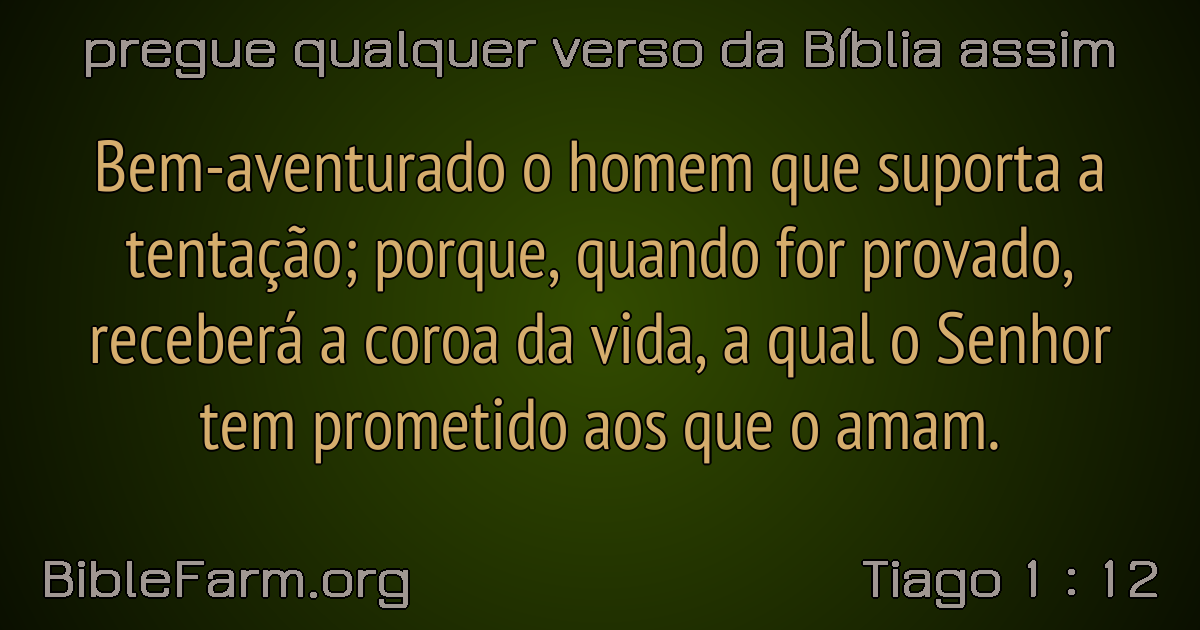 pregue qualquer verso da Bíblia assim
Bem-aventurado o homem que suporta a
tentação; porque, quando for provado,
receberá a coroa da vida, a qual o Senhor
tem prometido aos que o amam.
BibleFarm.org
Tiago 1 : 12